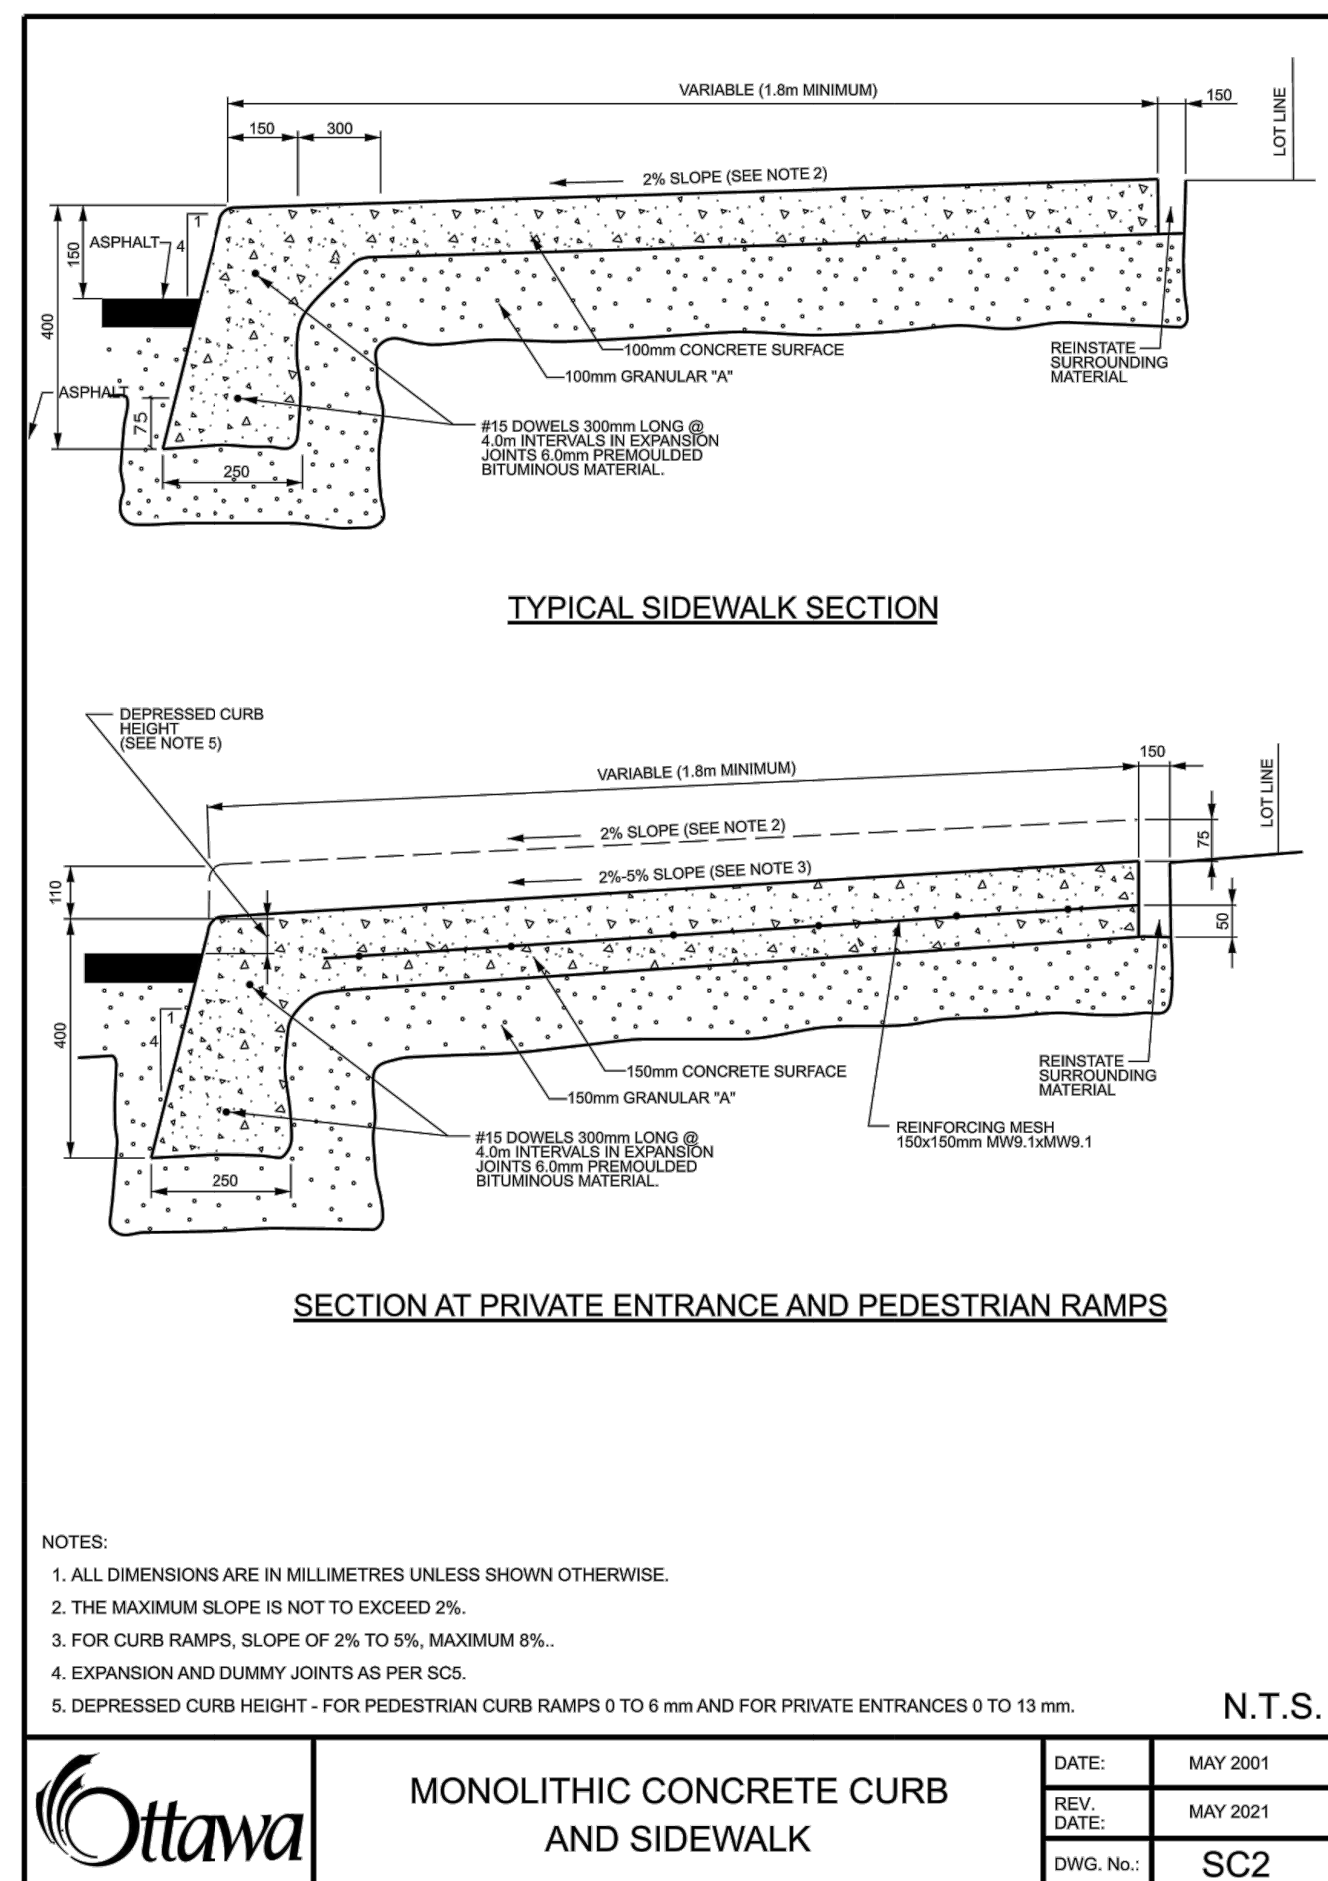 VARIABLE (1.8m MINIMUM)
150
LOT LINE
150
300
2% SLOPE (SEE NOTE 2)
ASPHALT
1
4
150
400
ASPHALT
75
250
100mm CONCRETE SURFACE
100mm GRANULAR "A"
REINSTATE
SURROUNDING
MATERIAL
#15 DOWELS 300mm LONG @
4.0m INTERVALS IN EXPANSION
JOINTS 6.0mm PREMOULDED
BITUMINOUS MATERIAL.
TYPICAL SIDEWALK SECTION
DEPRESSED CURB
HEIGHT
(SEE NOTE 5)
VARIABLE (1.8m MINIMUM)
150
LOT LINE
2% SLOPE (SEE NOTE 2)
75
2%-5% SLOPE (SEE NOTE 3)
110
50
400
1
4
250
150mm CONCRETE SURFACE
150mm GRANULAR "A"
REINSTATE
SURROUNDING
MATERIAL
REINFORCING MESH
150x150mm MW9.1xMW9.1
#15 DOWELS 300mm LONG @
4.0m INTERVALS IN EXPANSION
JOINTS 6.0mm PREMOULDED
BITUMINOUS MATERIAL.
SECTION AT PRIVATE ENTRANCE AND PEDESTRIAN RAMPS
NOTES:
1. ALL DIMENSIONS ARE IN MILLIMETRES UNLESS SHOWN OTHERWISE.
2. THE MAXIMUM SLOPE IS NOT TO EXCEED 2%.
3. FOR CURB RAMPS, SLOPE OF 2% TO 5%, MAXIMUM 8%..
4. EXPANSION AND DUMMY JOINTS AS PER SC5.
5. DEPRESSED CURB HEIGHT - FOR PEDESTRIAN CURB RAMPS 0 TO 6 mm AND FOR PRIVATE ENTRANCES 0 TO 13 mm.
N.T.S.
Ottawa
MONOLITHIC CONCRETE CURB
AND SIDEWALK
DATE:
MAY 2001
REV.
DATE:
MAY 2021
DWG. No.:
SC2